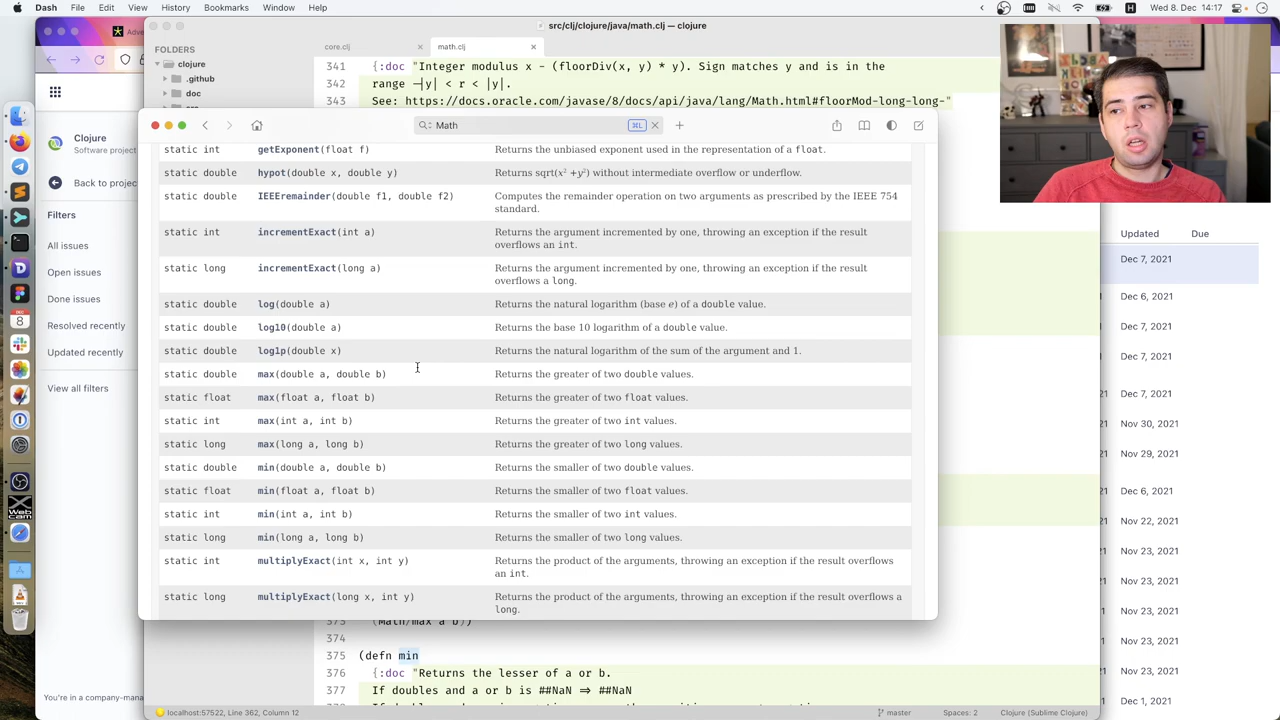 Dash File Edit View History Bookmarks Window Help
Wed 8. Dec 14:17
src/clj/clojure/java/math.clj — clojure
Adve
FOLDERS
clojure
.github
doc
core.clj
math.clj
341 {:doc "Integer modulus x - (floorDiv(x, y) * y). Sign matches y and is in the
342 range -|y| < r < |y|.
343 See: https://docs.oracle.com/javase/8/docs/api/java/lang/Math.html#floorMod-long-long-"
Math
⌘L
static int getExponent(float f) Returns the unbiased exponent used in the representation of a float.
static double hypot(double x, double y) Returns sqrt(x² +y²) without intermediate overflow or underflow.
static double IEEEremainder(double f1, double f2) Computes the remainder operation on two arguments as prescribed by the IEEE 754
standard.
static int incrementExact(int a) Returns the argument incremented by one, throwing an exception if the result
overflows an int.
static long incrementExact(long a) Returns the argument incremented by one, throwing an exception if the result
overflows a long.
static double log(double a) Returns the natural logarithm (base e) of a double value.
static double log10(double a) Returns the base 10 logarithm of a double value.
static double log1p(double x) Returns the natural logarithm of the sum of the argument and 1.
static double max(double a, double b) Returns the greater of two double values.
static float max(float a, float b) Returns the greater of two float values.
static int max(int a, int b) Returns the greater of two int values.
static long max(long a, long b) Returns the greater of two long values.
static double min(double a, double b) Returns the smaller of two double values.
static float min(float a, float b) Returns the smaller of two float values.
static int min(int a, int b) Returns the smaller of two int values.
static long min(long a, long b) Returns the smaller of two long values.
static int multiplyExact(int x, int y) Returns the product of the arguments, throwing an exception if the result overflows
an int.
static long multiplyExact(long x, int y) Returns the product of the arguments, throwing an exception if the result overflows a
long.
373 (Math/max a b))
374
375 (defn min
376 {:doc "Returns the lesser of a or b.
377 If doubles and a or b is ##NaN ⇒ ##NaN
Clojure
Software project
Back to projec
Filters
All issues
Open issues
Done issues
Resolved recently
Updated recently
View all filters
You're in a company-mana
Updated Due
Dec 7, 2021
Dec 6, 2021
Dec 7, 2021
Dec 7, 2021
21 Dec 7, 2021
21 Nov 30, 2021
Nov 29, 2021
Dec 6, 2021
21 Nov 22, 2021
Nov 23, 2021
Nov 23, 2021
Nov 23, 2021
Nov 23, 2021
Nov 23, 2021
Dec 1, 2021
localhost:57522, Line 362, Column 12
master
Spaces: 2
Clojure (Sublime Clojure)
DEC
8
Webcam